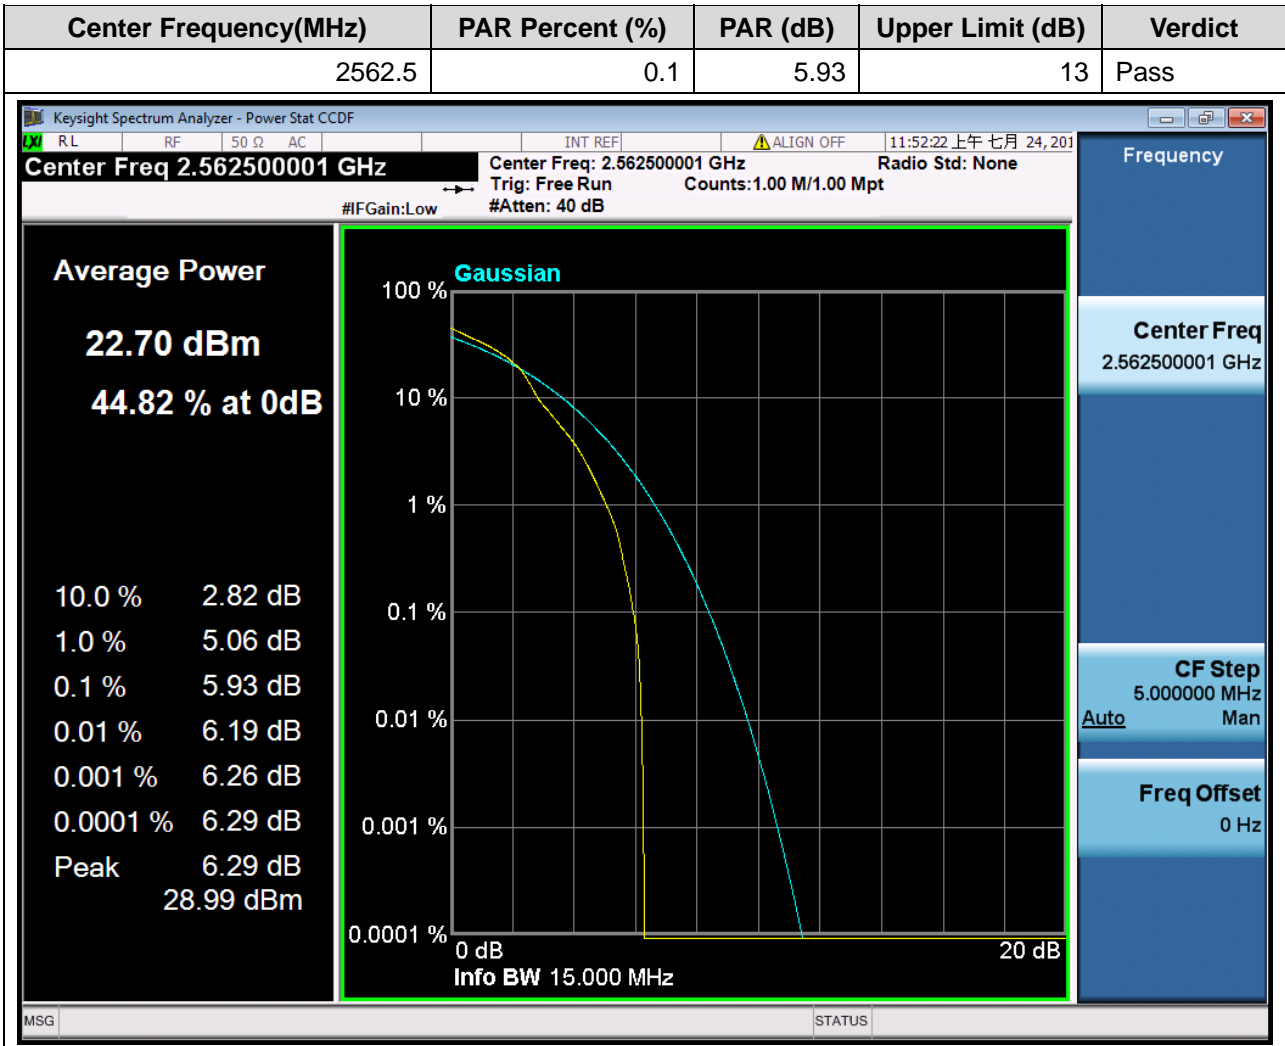 Center Frequency(MHz) PAR Percent (%) PAR (dB) Upper Limit (dB) Verdict
2562.5 0.1 5.93 13 Pass
Keysight Spectrum Analyzer - Power Stat CCDF
LXI RL RF 50 Ω AC INT REF ALIGN OFF 11:52:22 上午 七月 24, 201
Center Freq 2.562500001 GHz
Center Freq: 2.562500001 GHz Radio Std: None
Trig: Free Run Counts:1.00 M/1.00 Mpt
#IFGain:Low #Atten: 40 dB
Frequency
Average Power
22.70 dBm
44.82 % at 0dB
10.0 % 2.82 dB
1.0 % 5.06 dB
0.1 % 5.93 dB
0.01 % 6.19 dB
0.001 % 6.26 dB
0.0001 % 6.29 dB
Peak 6.29 dB
28.99 dBm
Gaussian
100 %
10 %
1 %
0.1 %
0.01 %
0.001 %
0.0001 %
0 dB 20 dB
Info BW 15.000 MHz
Center Freq
2.562500001 GHz
CF Step
5.000000 MHz
Auto Man
Freq Offset
0 Hz
MSG STATUS